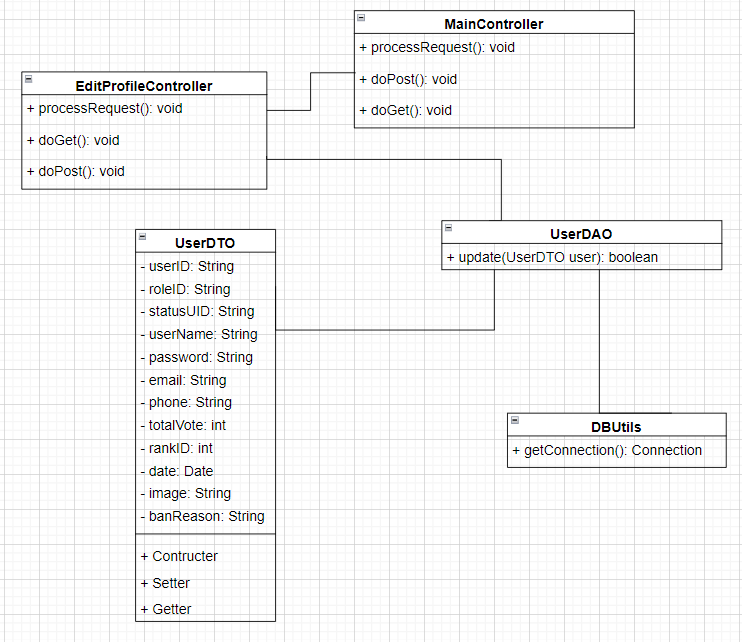 MainController
+ processRequest(): void
+ doPost(): void
+ doGet(): void
EditProfileController
+ processRequest(): void
+ doGet(): void
+ doPost(): void
UserDAO
+ update(UserDTO user): boolean
UserDTO
- userID: String
- roleID: String
- statusUID: String
- userName: String
- password: String
- email: String
- phone: String
- totalVote: int
- rankID: int
- date: Date
- image: String
- banReason: String
+ Contructer
+ Setter
+ Getter
DBUtils
+ getConnection(): Connection